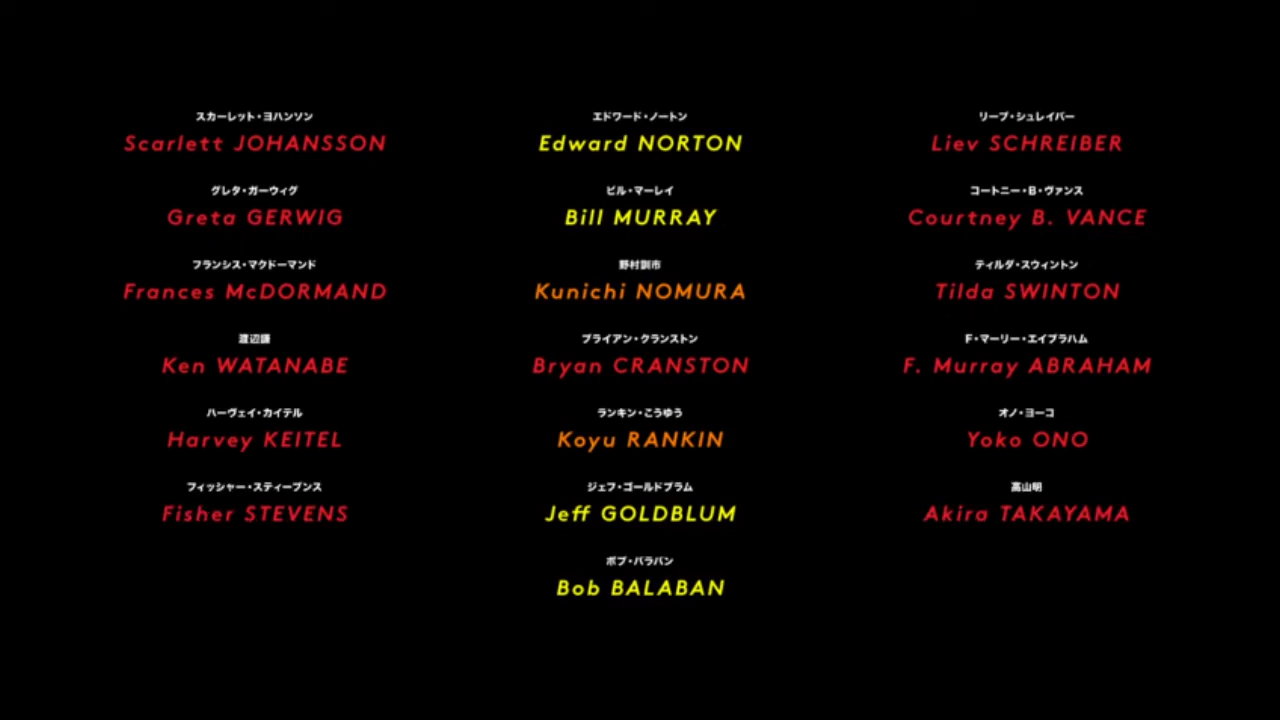 スカーレット・ヨハンソン
Scarlett JOHANSSON
グレタ・ガーウィグ
Greta GERWIG
フランシス・マクドーマンド
Frances McDORMAND
渡辺謙
Ken WATANABE
ハーヴェイ・カイテル
Harvey KEITEL
フィッシャー・スティーブンス
Fisher STEVENS
エドワード・ノートン
Edward NORTON
ビル・マーレイ
Bill MURRAY
野村訓市
Kunichi NOMURA
ブライアン・クランストン
Bryan CRANSTON
ランキン・こうゆう
Koyu RANKIN
ジェフ・ゴールドブラム
Jeff GOLDBLUM
ボブ・バラバン
Bob BALABAN
リーブ・シュレイバー
Liev SCHREIBER
コートニー・B・ヴァンス
Courtney B. VANCE
ティルダ・スウィントン
Tilda SWINTON
F・マーリー・エイブラハム
F. Murray ABRAHAM
オノ・ヨーコ
Yoko ONO
高山明
Akira TAKAYAMA